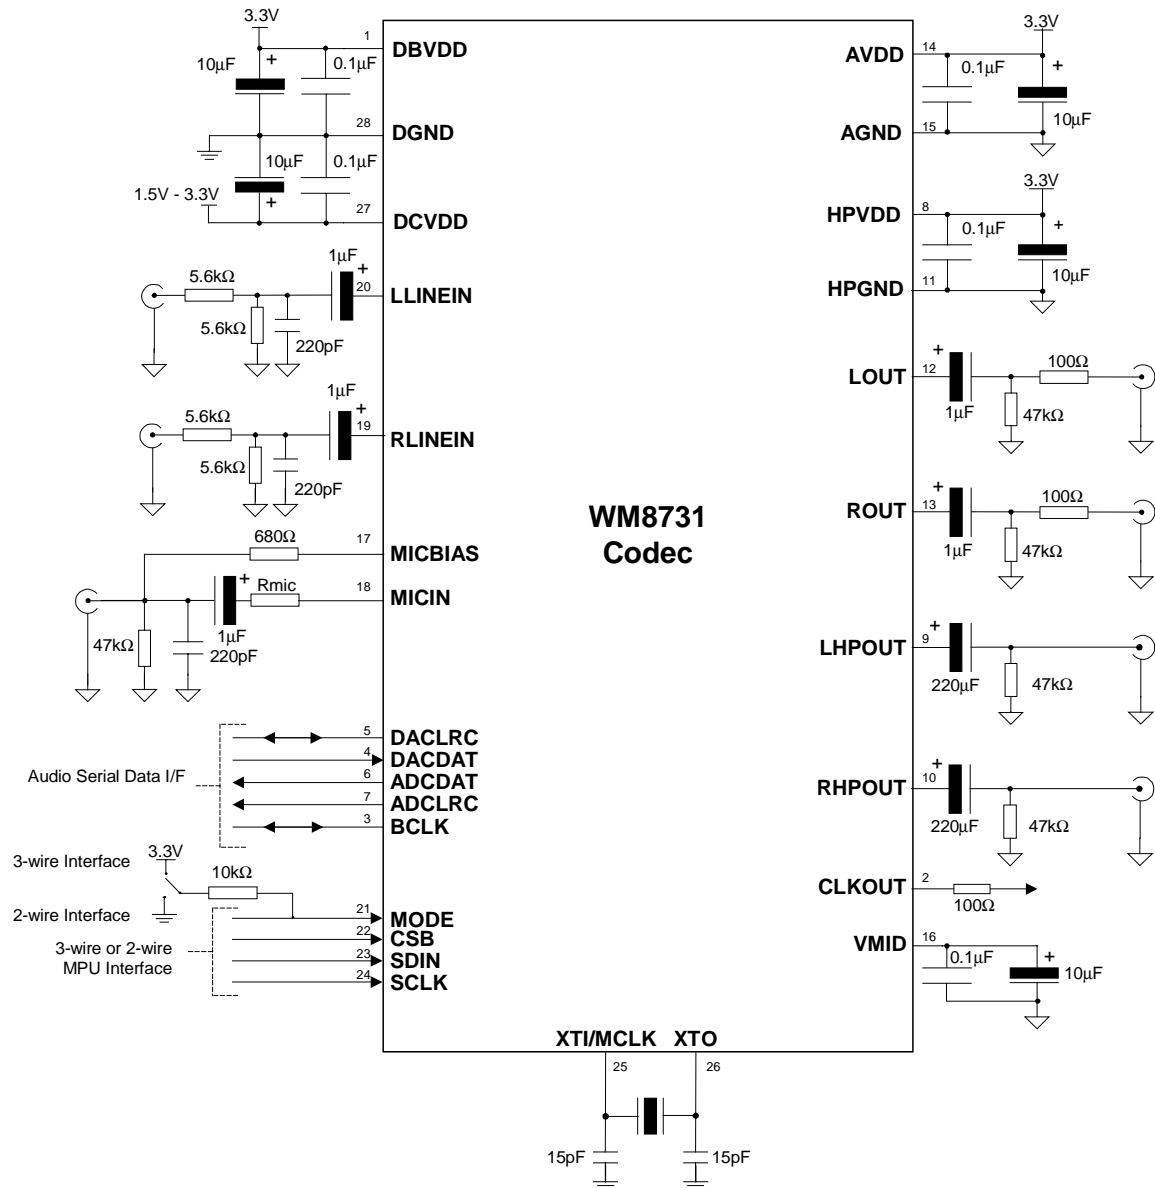 3.3V
1
DBVDD
10µF
+
0.1µF
28
DGND
10µF
0.1µF
+
1.5V - 3.3V
27
DCVDD
1µF
+
5.6kΩ
20
LLINEIN
5.6kΩ
220pF
1µF
+
5.6kΩ
19
RLINEIN
5.6kΩ
220pF
680Ω
17
MICBIAS
+
Rmic
18
MICIN
47kΩ
1µF
220pF
Audio Serial Data I/F
5
DACLRC
4
DACDAT
6
ADCDAT
7
ADCLRC
3
BCLK
3-wire Interface
3.3V
10kΩ
2-wire Interface
3-wire or 2-wire
MPU Interface
21
MODE
22
CSB
23
SDIN
24
SCLK
WM8731
Codec
3.3V
AVDD
14
0.1µF
+
10µF
AGND
15
3.3V
HPVDD
8
0.1µF
+
10µF
HPGND
11
LOUT
12
+
1µF
100Ω
47kΩ
ROUT
13
+
1µF
100Ω
47kΩ
LHPOUT
9
+
220µF
47kΩ
RHPOUT
10
+
220µF
47kΩ
CLKOUT
2
100Ω
VMID
16
0.1µF
+
10µF
XTI/MCLK XTO
25
26
15pF
15pF